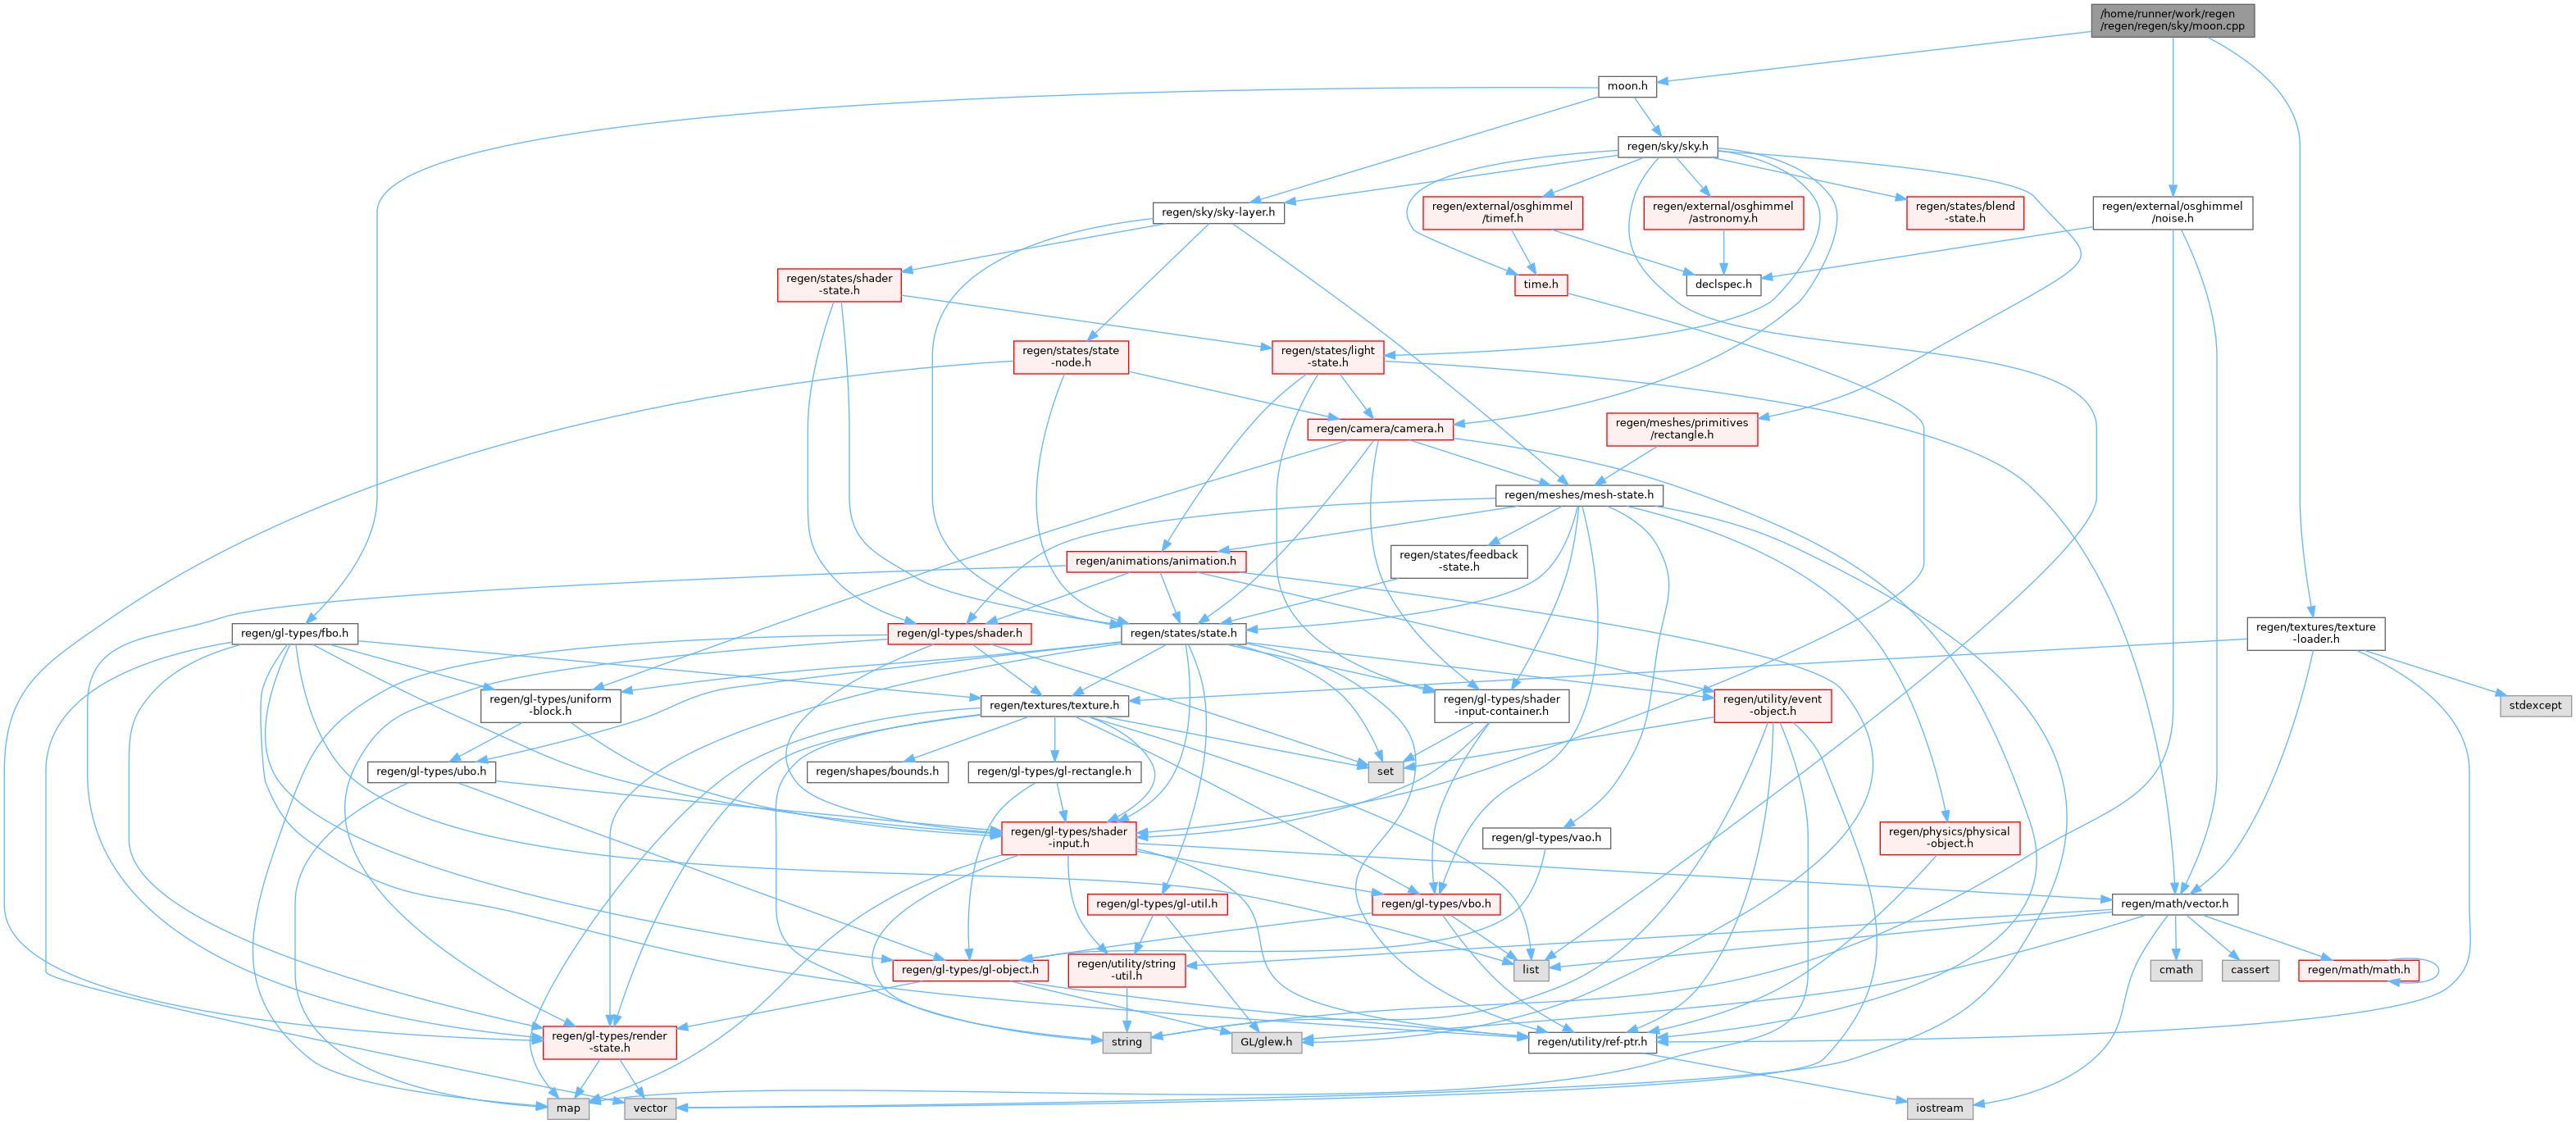 /home/runner/work/regen
/regen/regen/sky/moon.cpp
moon.h
regen/sky/sky.h
regen/sky/sky-layer.h
regen/external/osghimmel
/timef.h
regen/external/osghimmel
/astronomy.h
regen/states/blend
-state.h
regen/external/osghimmel
/noise.h
regen/states/shader
-state.h
time.h
declspec.h
regen/states/state
-node.h
regen/states/light
-state.h
regen/camera/camera.h
regen/meshes/primitives
/rectangle.h
regen/meshes/mesh-state.h
regen/animations/animation.h
regen/states/feedback
-state.h
regen/gl-types/fbo.h
regen/gl-types/shader.h
regen/states/state.h
regen/textures/texture
-loader.h
regen/gl-types/uniform
-block.h
regen/textures/texture.h
regen/gl-types/shader
-input-container.h
regen/utility/event
-object.h
stdexcept
regen/gl-types/ubo.h
regen/shapes/bounds.h
regen/gl-types/gl-rectangle.h
set
regen/gl-types/shader
-input.h
regen/gl-types/vao.h
regen/physics/physical
-object.h
regen/gl-types/gl-util.h
regen/gl-types/vbo.h
regen/math/vector.h
regen/gl-types/gl-object.h
regen/utility/string
-util.h
list
cmath
cassert
regen/math/math.h
regen/gl-types/render
-state.h
string
GL/glew.h
regen/utility/ref-ptr.h
map
vector
iostream